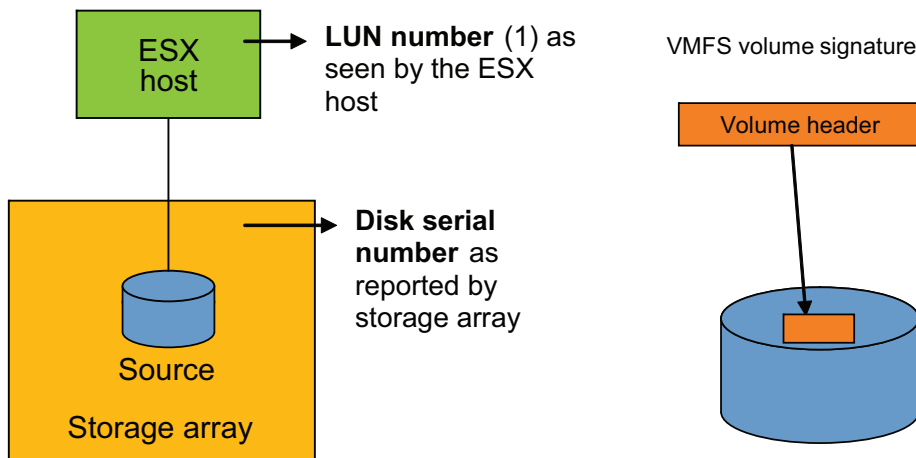 ESX
host
LUN number (1) as
seen by the ESX
host
Disk serial
number as
reported by
storage array
Source
Storage array
VMFS volume signature
Volume header